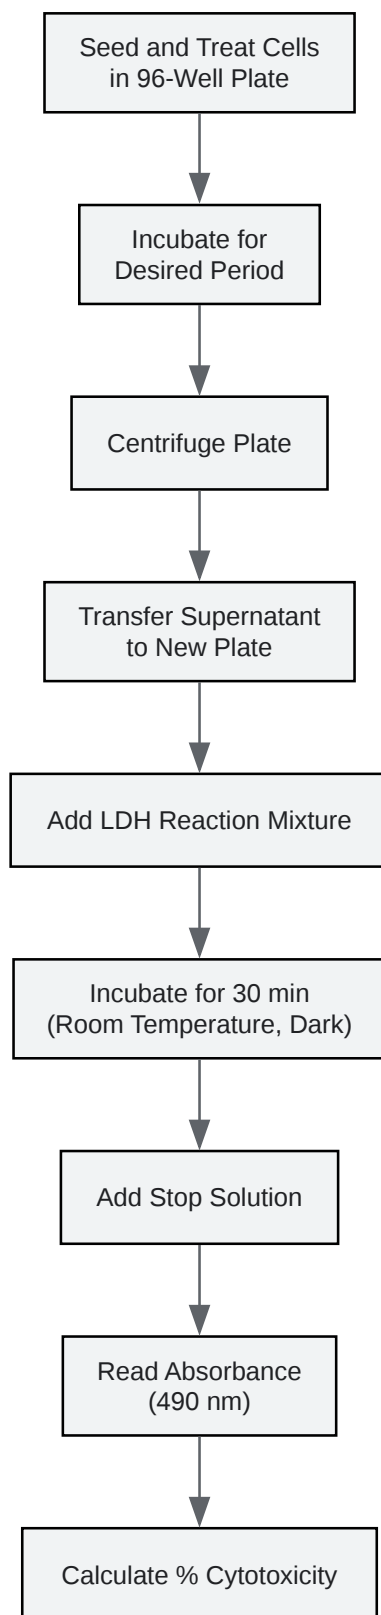 Seed and Treat Cells
in 96-Well Plate
Incubate for
Desired Period
Centrifuge Plate
Transfer Supernatant
to New Plate
Add LDH Reaction Mixture
Incubate for 30 min
(Room Temperature, Dark)
Add Stop Solution
Read Absorbance
(490 nm)
Calculate % Cytotoxicity